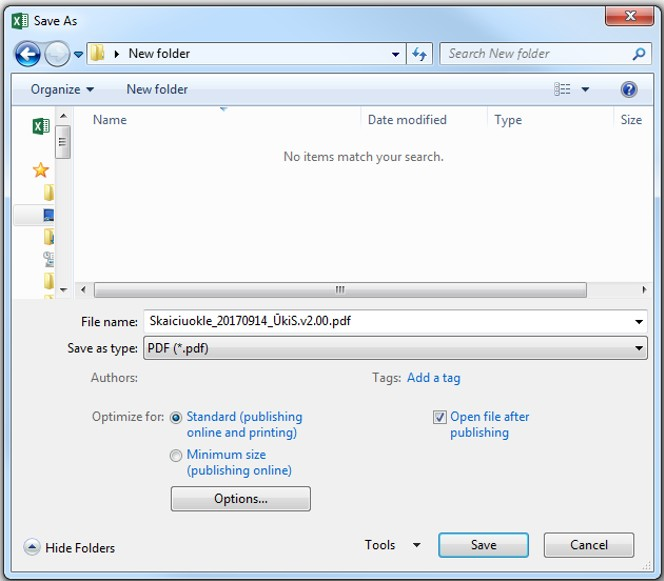 Save As
New folder
Search New folder
Organize New folder
Name Date modified Type Size
No items match your search.
File name: Skaiciuokle_20170914_ŪkiS.v2.00.pdf
Save as type: PDF (*.pdf)
Authors: Tags: Add a tag
Optimize for: Standard (publishing
online and printing)
Open file after
publishing
Minimum size
(publishing online)
Options...
Hide Folders Tools Save Cancel